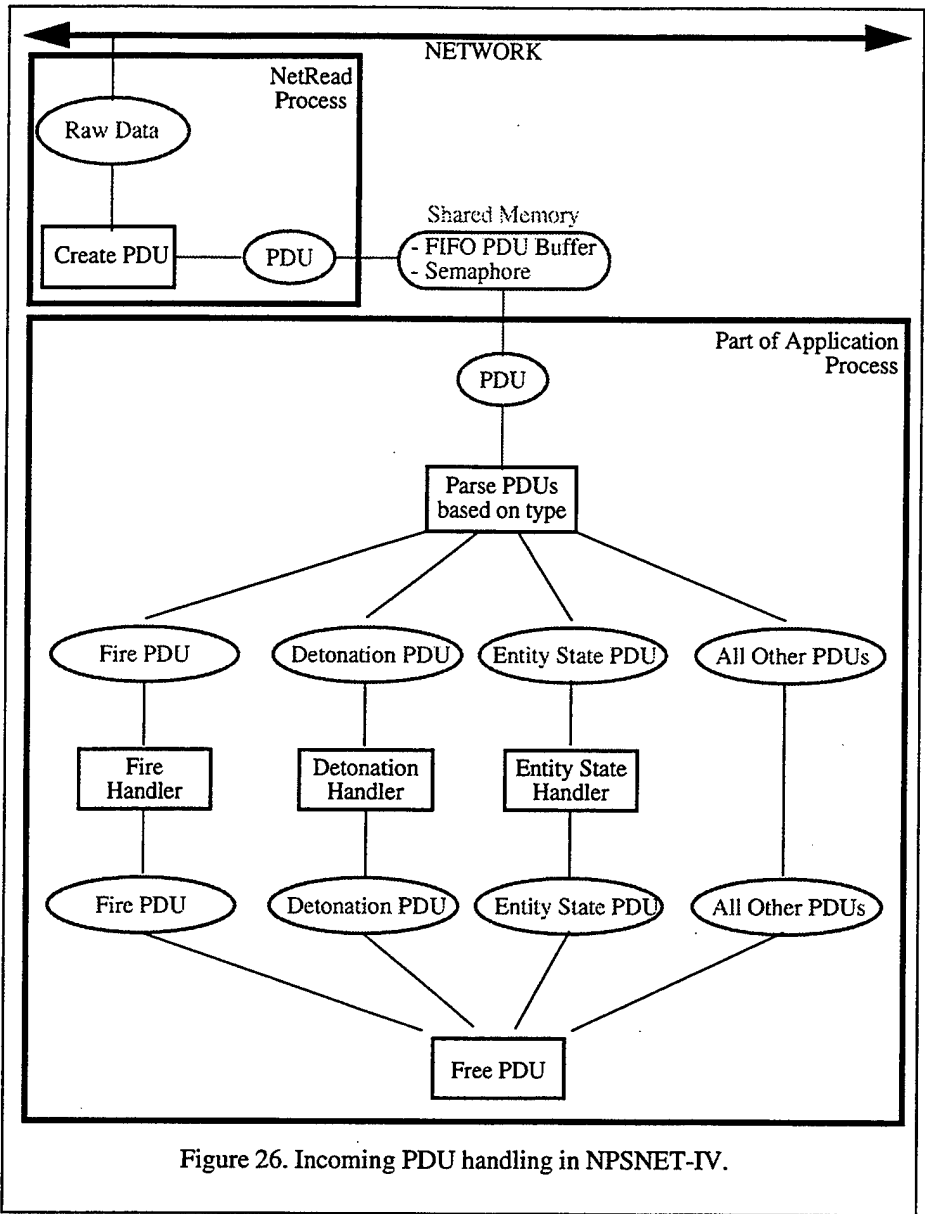 NETWORK
NetRead
Process
Raw Data
Create PDU
PDU
Shared Memory
- FIFO PDU Buffer
- Semaphore
Part of Application
Process
PDU
Parse PDUs
based on type
Fire PDU
Detonation PDU
Entity State PDU
All Other PDUs
Fire
Handler
Detonation
Handler
Entity State
Handler
Fire PDU
Detonation PDU
Entity State PDU
All Other PDUs
Free PDU
Figure 26. Incoming PDU handling in NPSNET-IV.